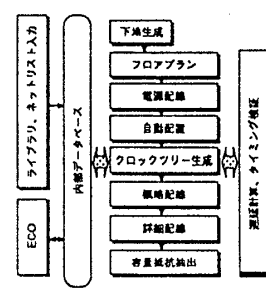 ライブラリ、ネットリスト入力
ECO
内部データベース
下地生成
フロアプラン
電源配線
自動配置
クロックツリー生成
概略配線
詳細配線
容量抵抗抽出
遅延計算、タイミング検証